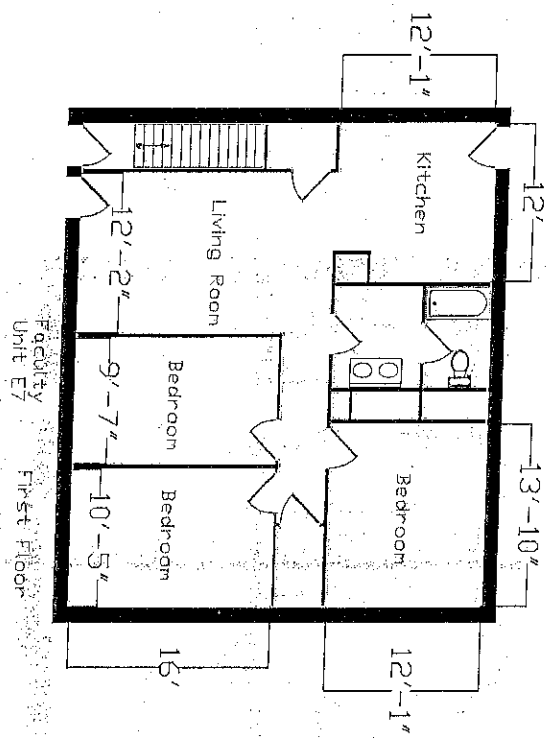 12'-1"
12'
Kitchen
Living Room
12'-2"
Bedroom
9'-7"
Bedroom
10'-5"
Bedroom
13'-10"
16'
12'-1"
Faculty
Unit E7
First Floor